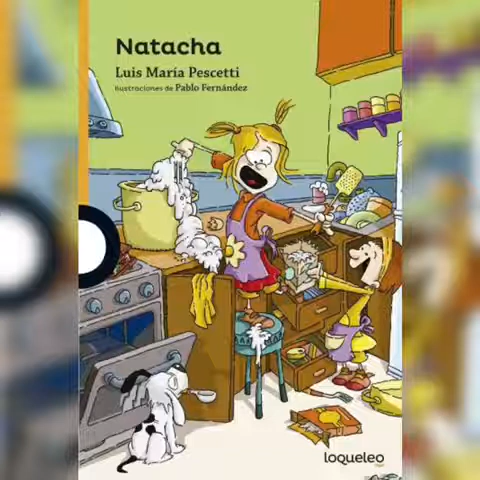 Natacha
Luis María Pescetti
Ilustraciones de Pablo Fernández
loqueleo